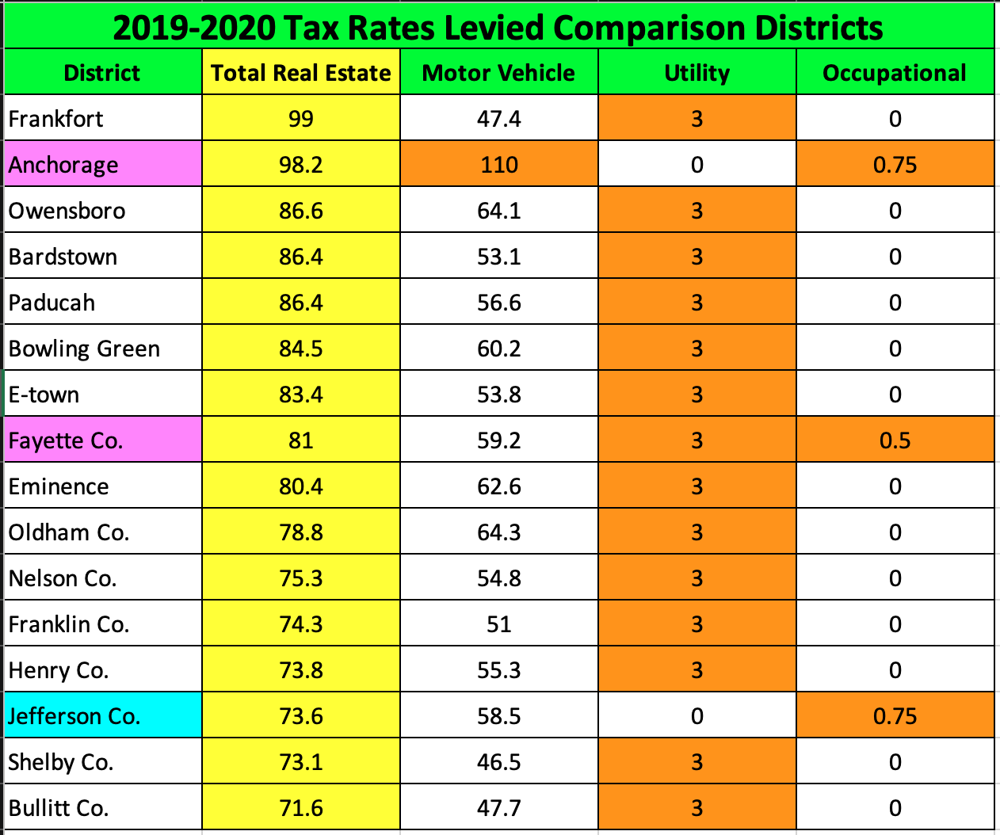 2019-2020 Tax Rates Levied Comparison Districts
District Total Real Estate Motor Vehicle Utility Occupational
Frankfort 99 47.4 3 0
Anchorage 98.2 110 0 0.75
Owensboro 86.6 64.1 3 0
Bardstown 86.4 53.1 3 0
Paducah 86.4 56.6 3 0
Bowling Green 84.5 60.2 3 0
E-town 83.4 53.8 3 0
Fayette Co. 81 59.2 3 0.5
Eminence 80.4 62.6 3 0
Oldham Co. 78.8 64.3 3 0
Nelson Co. 75.3 54.8 3 0
Franklin Co. 74.3 51 3 0
Henry Co. 73.8 55.3 3 0
Jefferson Co. 73.6 58.5 0 0.75
Shelby Co. 73.1 46.5 3 0
Bullitt Co. 71.6 47.7 3 0